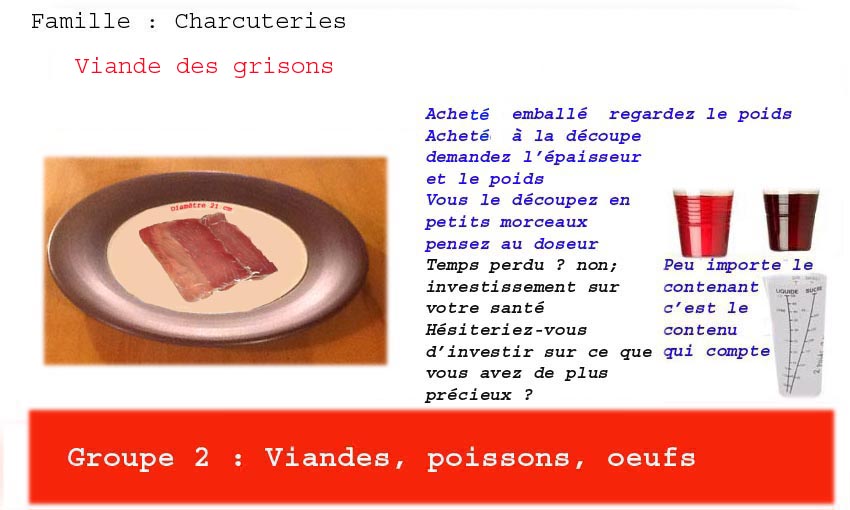 Famille : Charcuteries
Viande des grisons
Acheté emballé regardez le poids
Acheté à la découpe
demandez l’épaisseur
et le poids
Vous le découpez en
petits morceaux
pensez au doseur
Temps perdu ? non;
investissement sur
votre santé
Hésiteriez-vous
d’investir sur ce que
vous avez de plus
précieux ?
Peu importe le
contenant
c’est le
contenu
qui compte
Diamètre 21 cm
LIQUIDE SUCRE
Groupe 2 : Viandes, poissons, oeufs